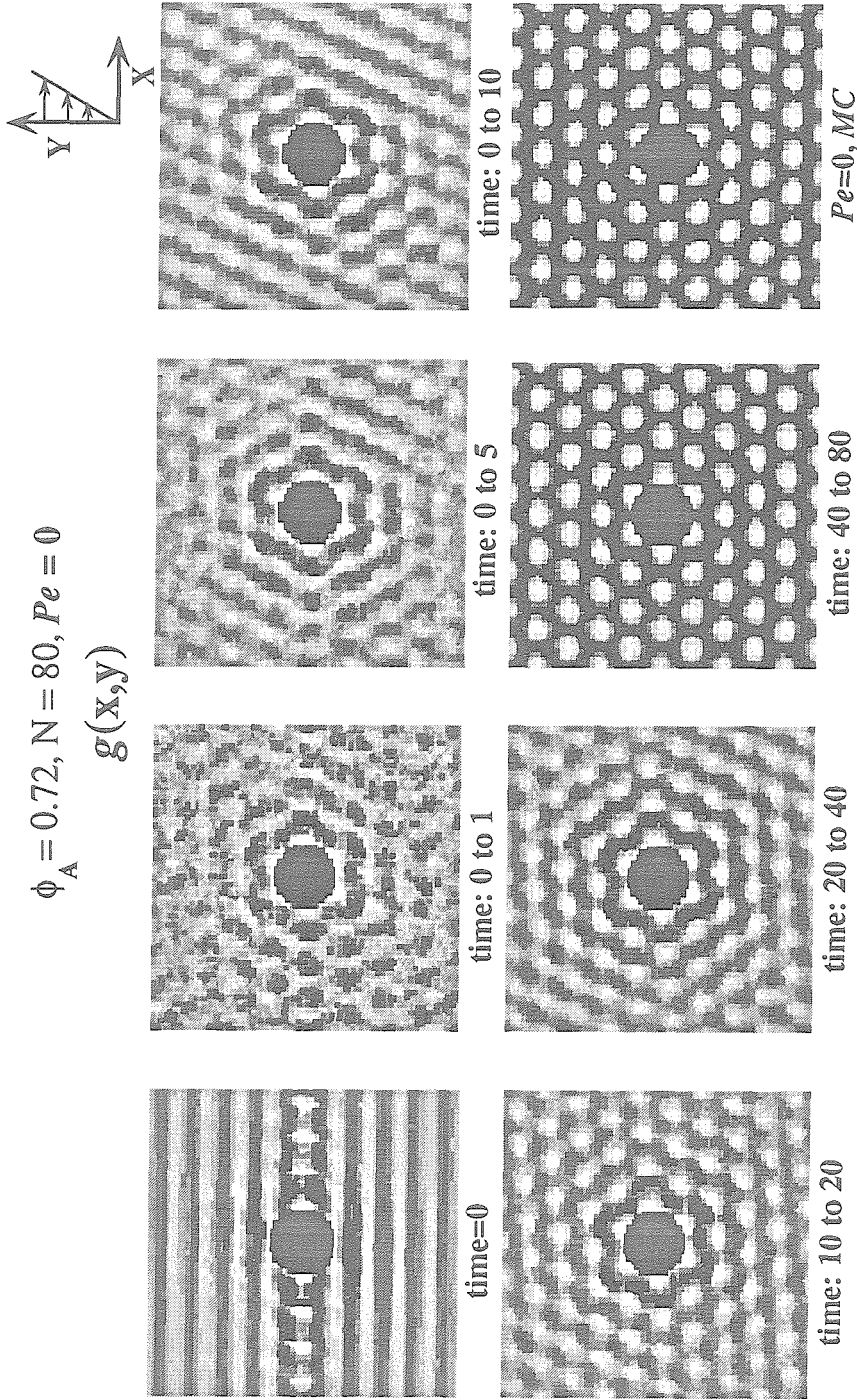 ϕ_A = 0.72, N = 80, Pe = 0
g(x,y)
Y
X
time=0
time: 0 to 1
time: 0 to 5
time: 0 to 10
time: 10 to 20
time: 20 to 40
time: 40 to 80
Pe=0, MC